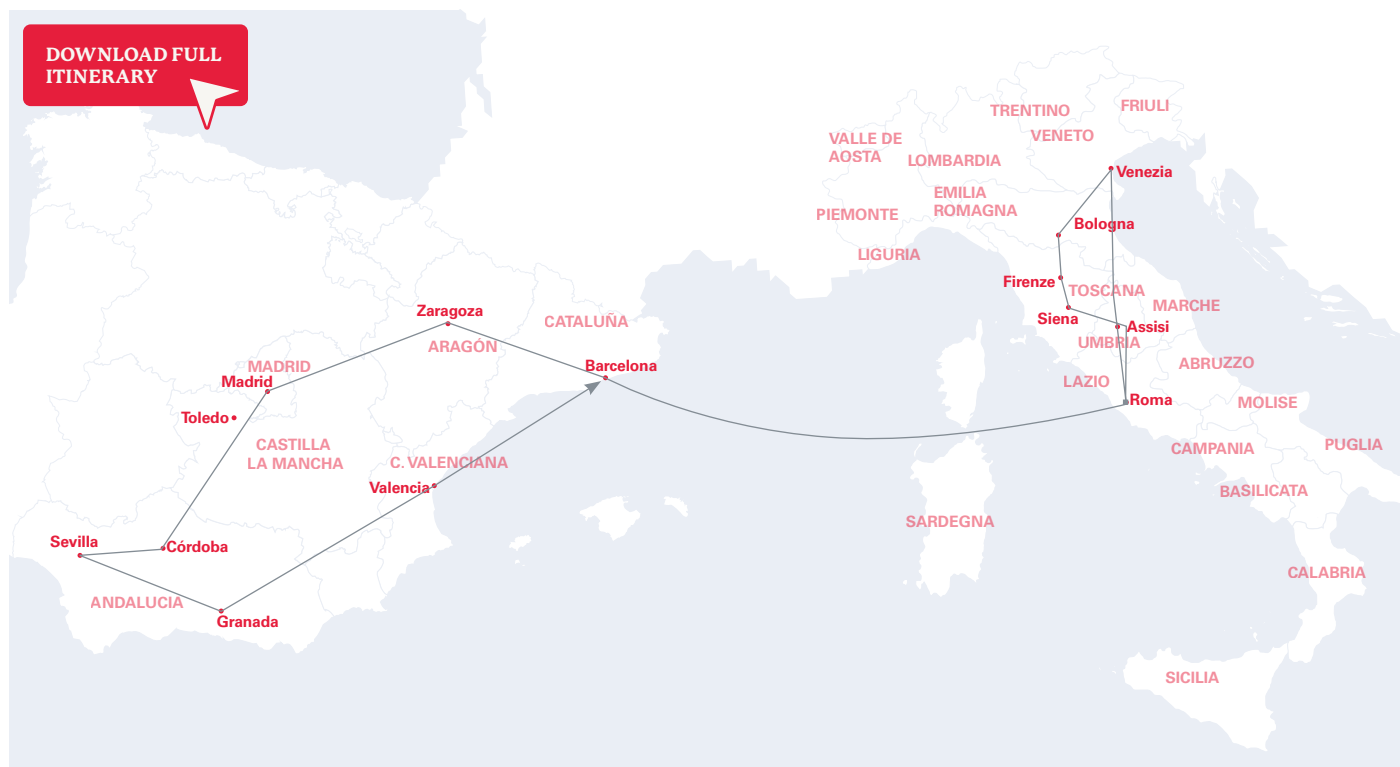 DOWNLOAD FULL
ITINERARY
TRENTINO
FRIULI
VALLE DE
AOSTA
VENETO
LOMBARDIA
Venezia
EMILIA
ROMAGNA
PIEMONTE
Bologna
LIGURIA
Firenze
TOSCANA
MARCHE
Siena
Assisi
UMBRIA
ABRUZZO
LAZIO
Roma
MOLISE
CAMPANIA
PUGLIA
BASILICATA
SARDEGNA
CALABRIA
SICILIA
Zaragoza
CATALUÑA
ARAGÓN
MADRID
Madrid
Barcelona
Toledo
CASTILLA
LA MANCHA
C. VALENCIANA
Valencia
Sevilla
Córdoba
ANDALUCIA
Granada